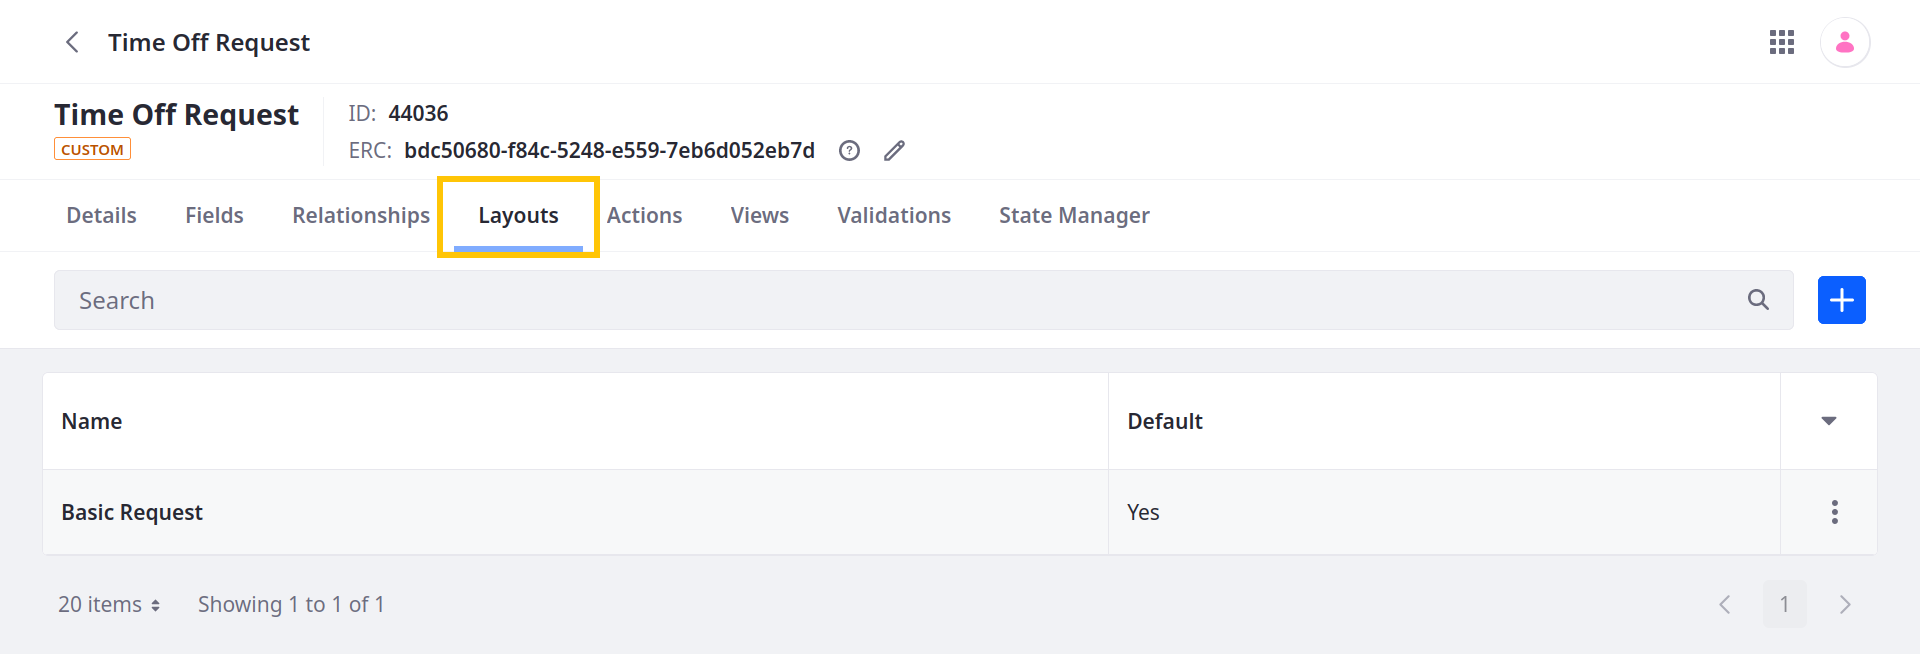 Time Off Request
Time Off Request
CUSTOM
ID: 44036
ERC: bdc50680-f84c-5248-e559-7eb6d052eb7d
Details Fields Relationships Layouts Actions Views Validations State Manager
Search
Name Default
Basic Request Yes
20 items Showing 1 to 1 of 1 1